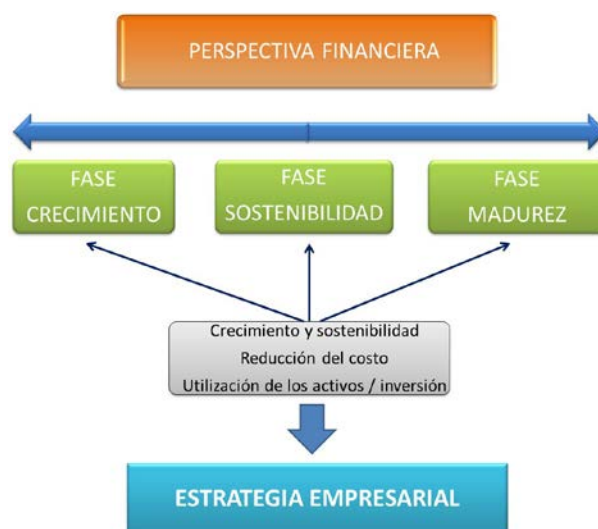 PERSPECTIVA FINANCIERA
FASE
CRECIMIENTO
FASE
SOSTENIBILIDAD
FASE
MADUREZ
Crecimiento y sostenibilidad
Reducción del costo
Utilización de los activos / inversión
ESTRATEGIA EMPRESARIAL